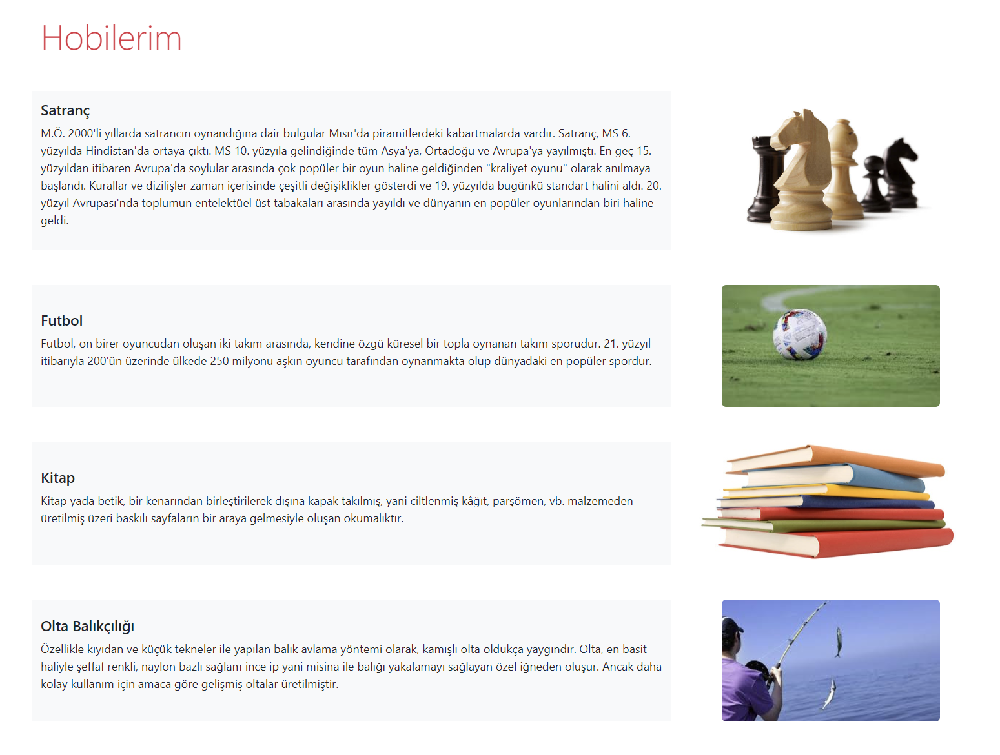 Hobilerim
Satranç
M.Ö. 2000'li yıllarda satrancın oynandığına dair bulgular Mısır'da piramitlerdeki kabartmalarda vardır. Satranç, MS 6.
yüzyılda Hindistan'da ortaya çıktı. MS 10. yüzyıla gelindiğinde tüm Asya'ya, Ortadoğu ve Avrupa'ya yayılmıştı. En geç 15.
yüzyıldan itibaren Avrupa'da soylular arasında çok popüler bir oyun haline geldiğinden "kraliyet oyunu" olarak anılmaya
başlandı. Kurallar ve dizilişler zaman içerisinde çeşitli değişiklikler gösterdi ve 19. yüzyılda bugünkü standart halini aldı. 20.
yüzyıl Avrupası'nda toplumun entelektüel üst tabakaları arasında yayıldı ve dünyanın en popüler oyunlarından biri haline
geldi.
Futbol
Futbol, on birer oyuncudan oluşan iki takım arasında, kendine özgü küresel bir topla oynanan takım sporudur. 21. yüzyıl
itibarıyla 200'ün üzerinde ülkede 250 milyonu aşkın oyuncu tarafından oynanmakta olup dünyadaki en popüler spordur.
Kitap
Kitap yada betik, bir kenarından birleştirilerek dışına kapak takılmış, yani ciltlenmiş kâğıt, parşömen, vb. malzemeden
üretilmiş üzeri baskılı sayfaların bir araya gelmesiyle oluşan okumalıktır.
Olta Balıkçılığı
Özellikle kıyıdan ve küçük tekneler ile yapılan balık avlama yöntemi olarak, kamışlı olta oldukça yaygındır. Olta, en basit
haliyle şeffaf renkli, naylon bazlı sağlam ince ip yani misina ile balığı yakalamayı sağlayan özel iğneden oluşur. Ancak daha
kolay kullanım için amaca göre gelişmiş oltalar üretilmiştir.